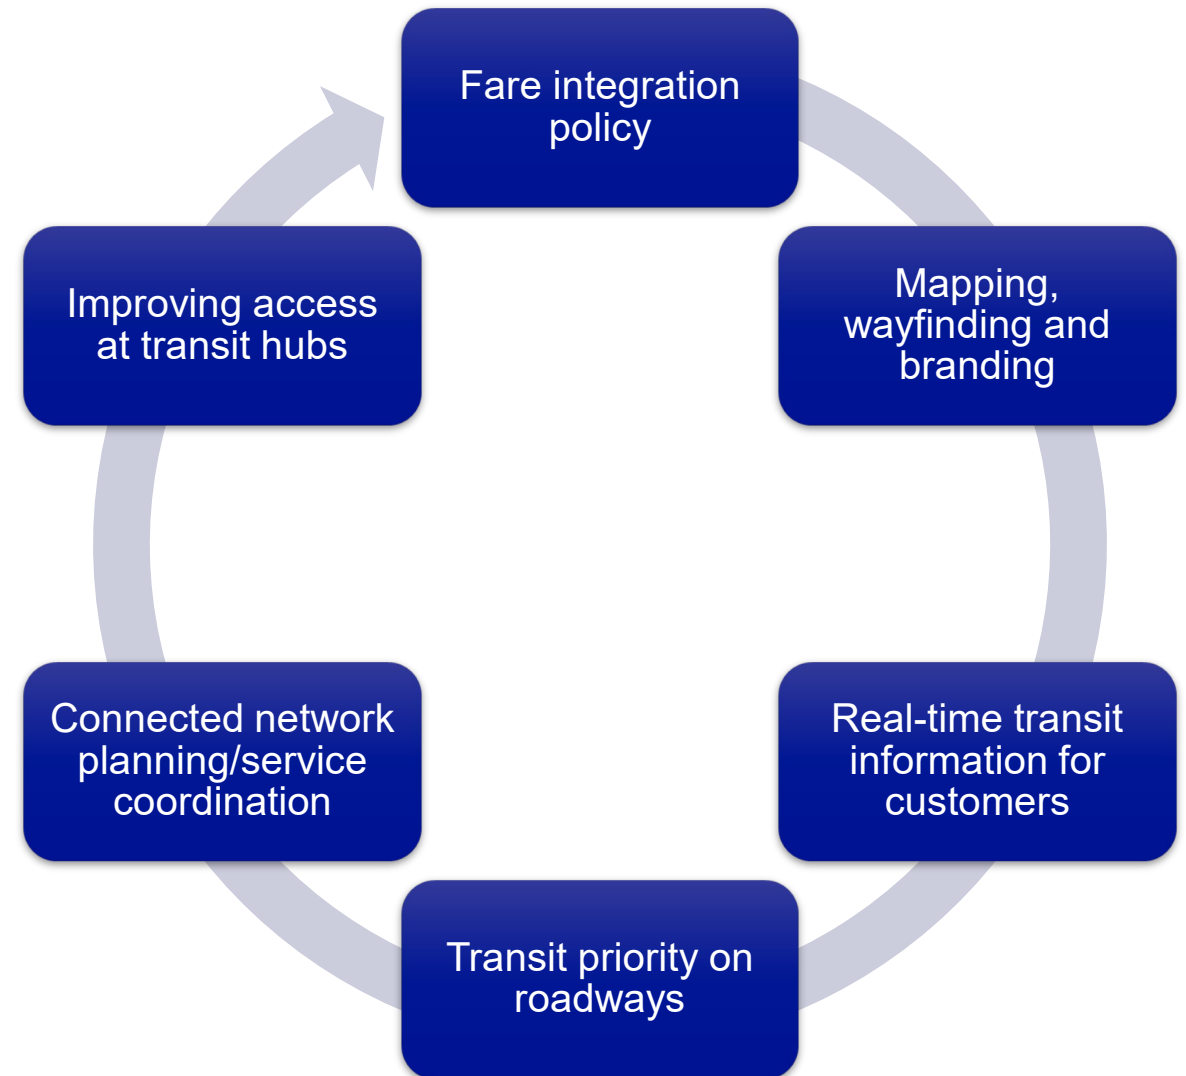 Fare integration
policy
Mapping,
wayfinding and
branding
Real-time transit
information for
customers
Transit priority on
roadways
Connected network
planning/service
coordination
Improving access
at transit hubs